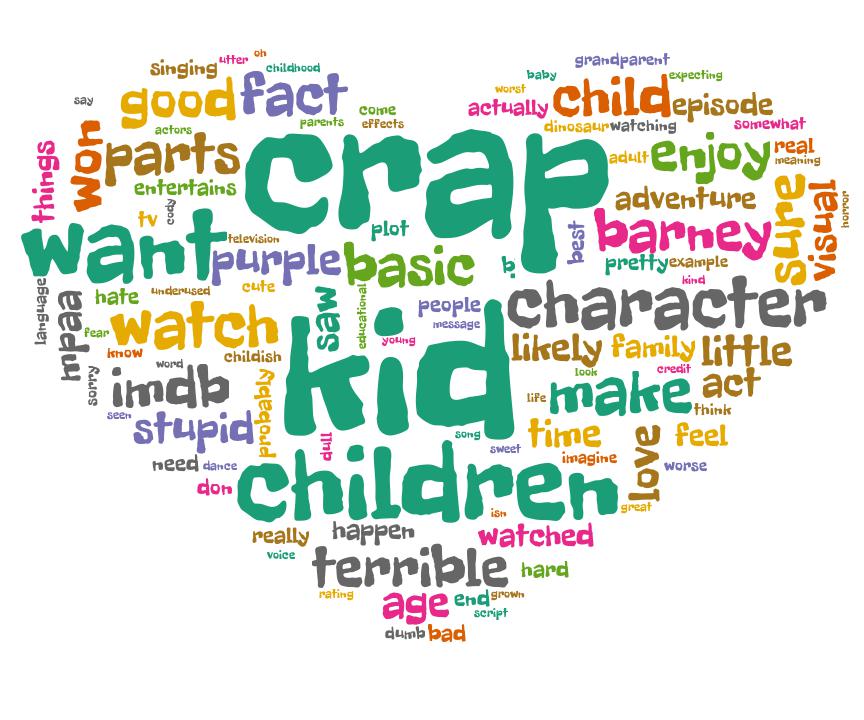 oh
utter
singing
childhood
grandparent
baby
expecting
say
good
fact
come
worst
actually
child
episode
actors
parents
effects
dinosaur
watching
somewhat
things
won
parts
crap
adult
enjoy
real
meaning
entertains
adventure
sure
visual
horror
tv
cody
plot
best
barney
want
television
purple
basic
b
pretty
example
kind
language
mpaa
hate
underused
cute
saw
educational
people
message
character
fear
watch
know
childish
kid
young
likely
family
little
sorry
word
imdb
look
credit
make
act
life
think
seen
stupid
probably
dull
song
sweet
time
feel
need
dance
imagine
love
worse
don
children
isn
great
really
happen
watched
voice
terrible
hard
rating
age
end
grown
script
dumb
bad